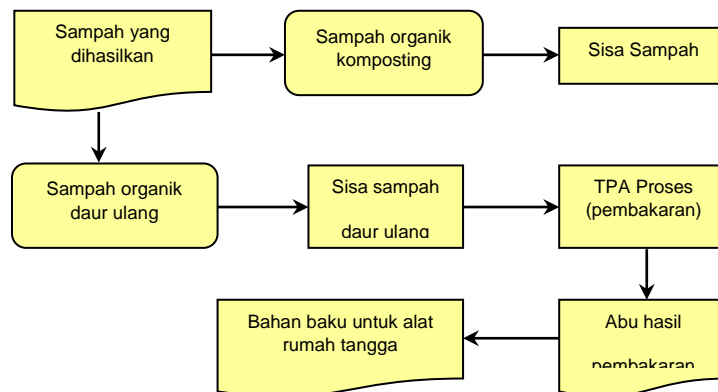 Sampah yang
dihasilkan
Sampah organik
komposting
Sisa Sampah
Sampah organik
daur ulang
Sisa sampah
daur ulang
TPA Proses
(pembakaran)
Bahan baku untuk alat
rumah tangga
Abu hasil
pembakaran